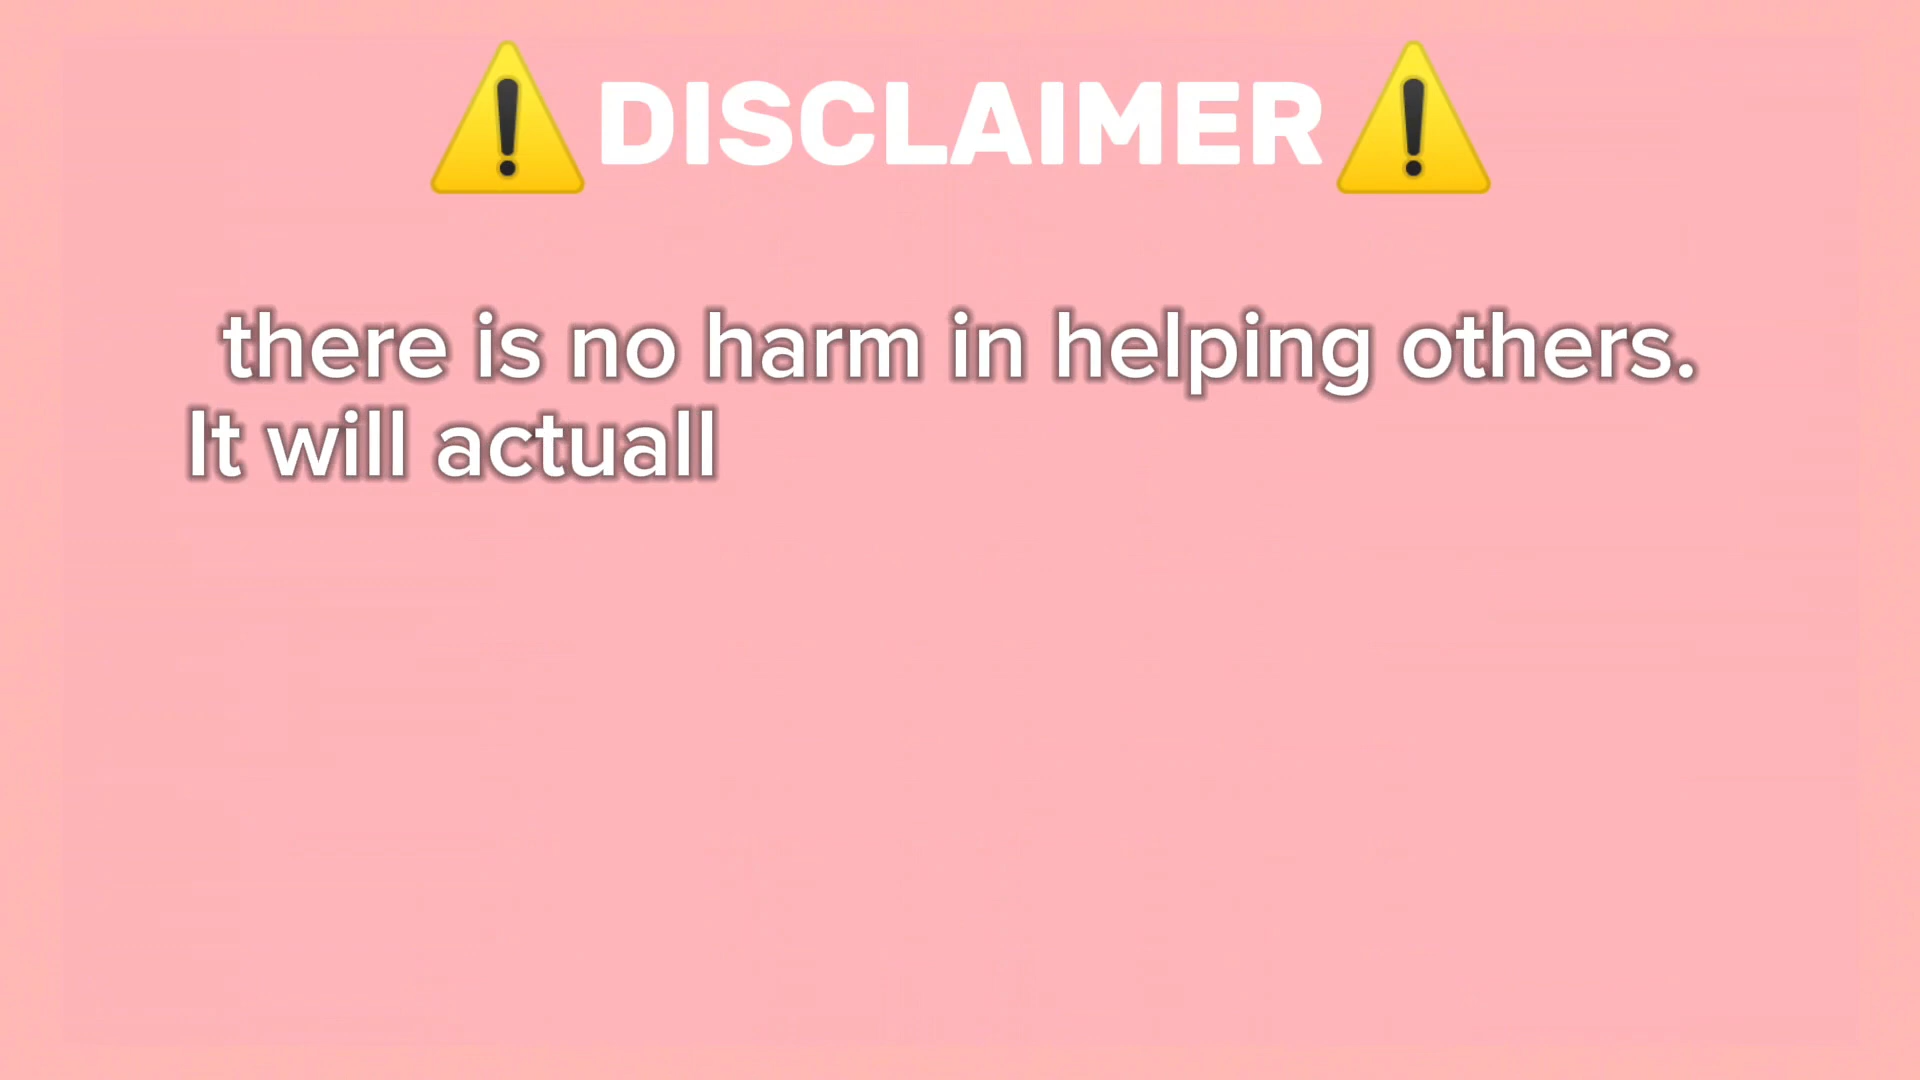 ⚠️DISCLAIMER⚠️
there is no harm in helping others.
It will actuall